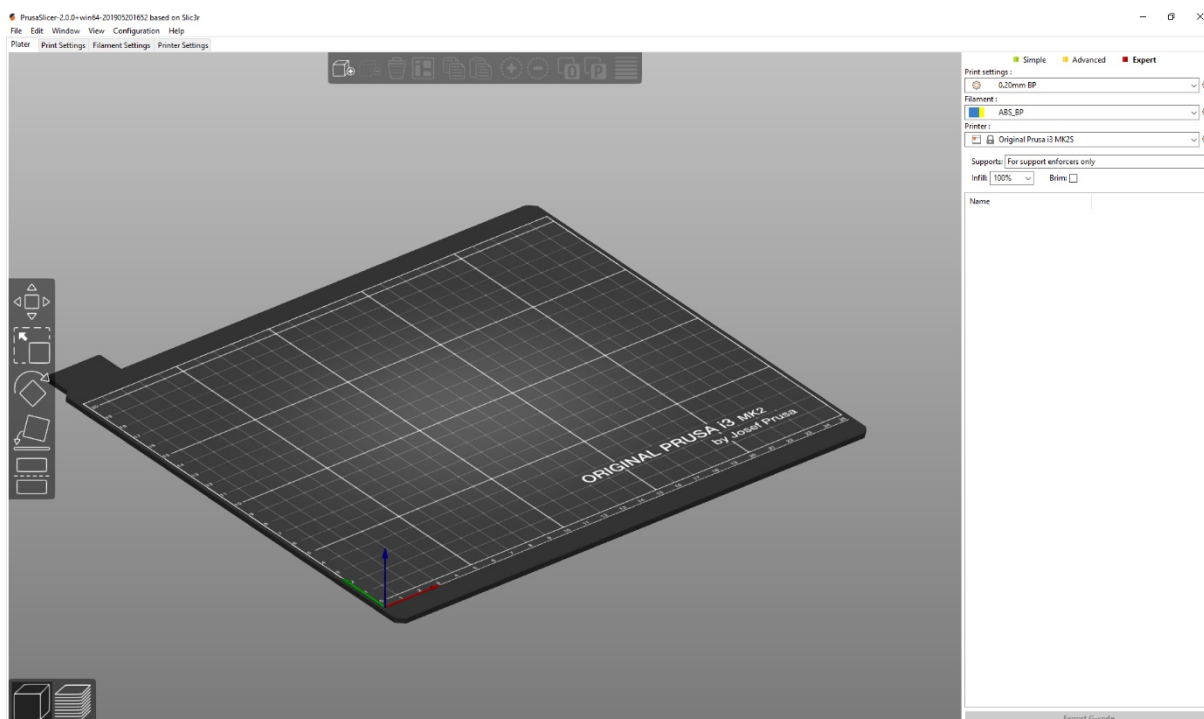 PrusaSlicer-2.0.0+win64-201905201652 based on Slic3r
File Edit Window View Configuration Help
Plater Print Settings Filament Settings Printer Settings
Simple Advanced Expert
Print settings :
0.20mm BP
Filament :
ABS_BP
Printer :
Original Prusa i3 MK2S
Supports: For support enforcers only
Infill: 100% Brim:
Name
O P
ORIGINAL PRUSA i3 MK2
by Josef Prusa
Export G-code